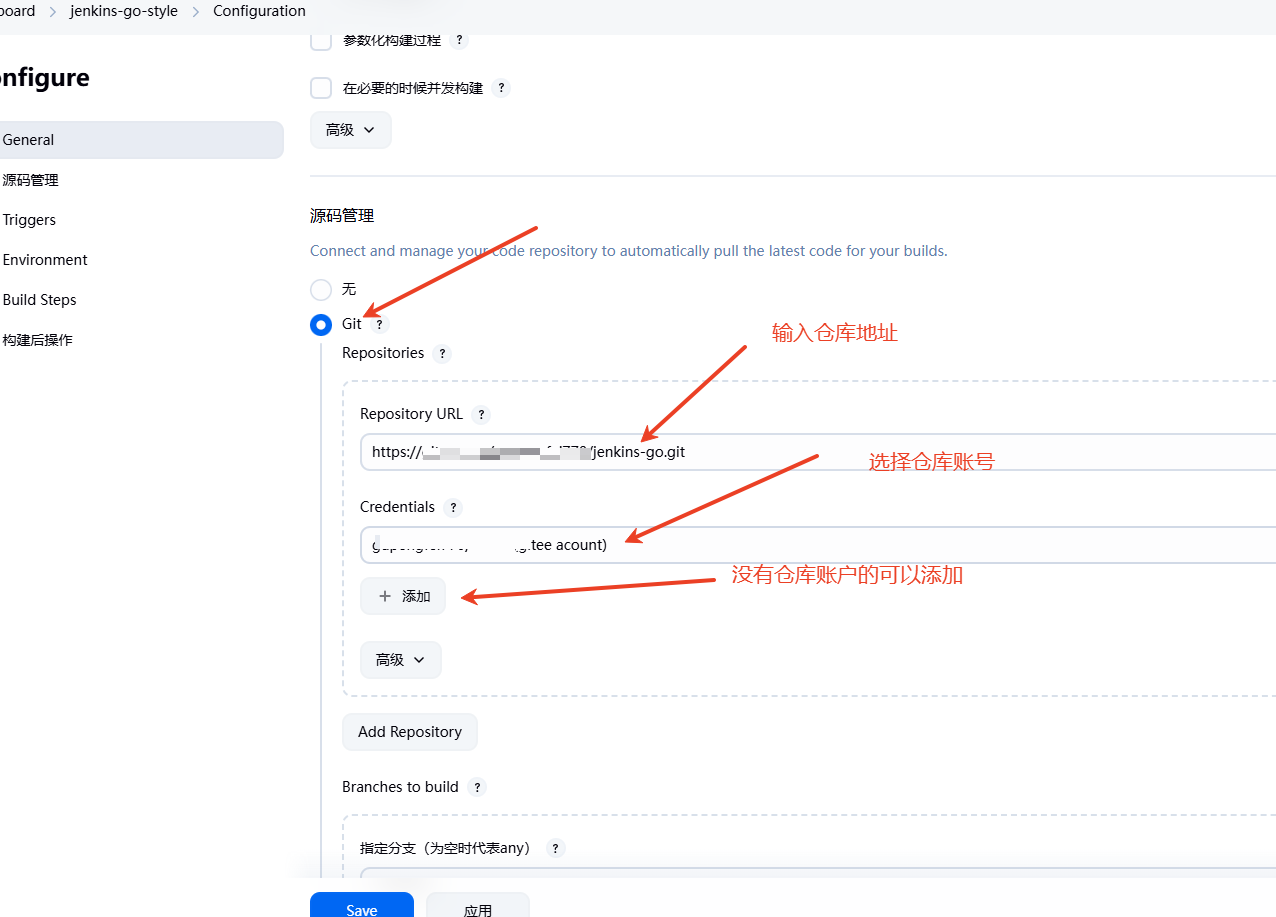 board > jenkins-go-style > Configuration
参数化构建过程 ?
onfigure
在必要的时候并发构建 ?
高级
General
源码管理
Triggers
Environment
Build Steps
构建后操作
源码管理
Connect and manage your code repository to automatically pull the latest code for your builds.
无
Git ?
输入仓库地址
Repositories ?
Repository URL ?
https:// /jenkins-go.git
选择仓库账号
Credentials ?
tee acount)
没有仓库账户的可以添加
+ 添加
高级
Add Repository
Branches to build ?
指定分支（为空时代表any） ?
Save
应用